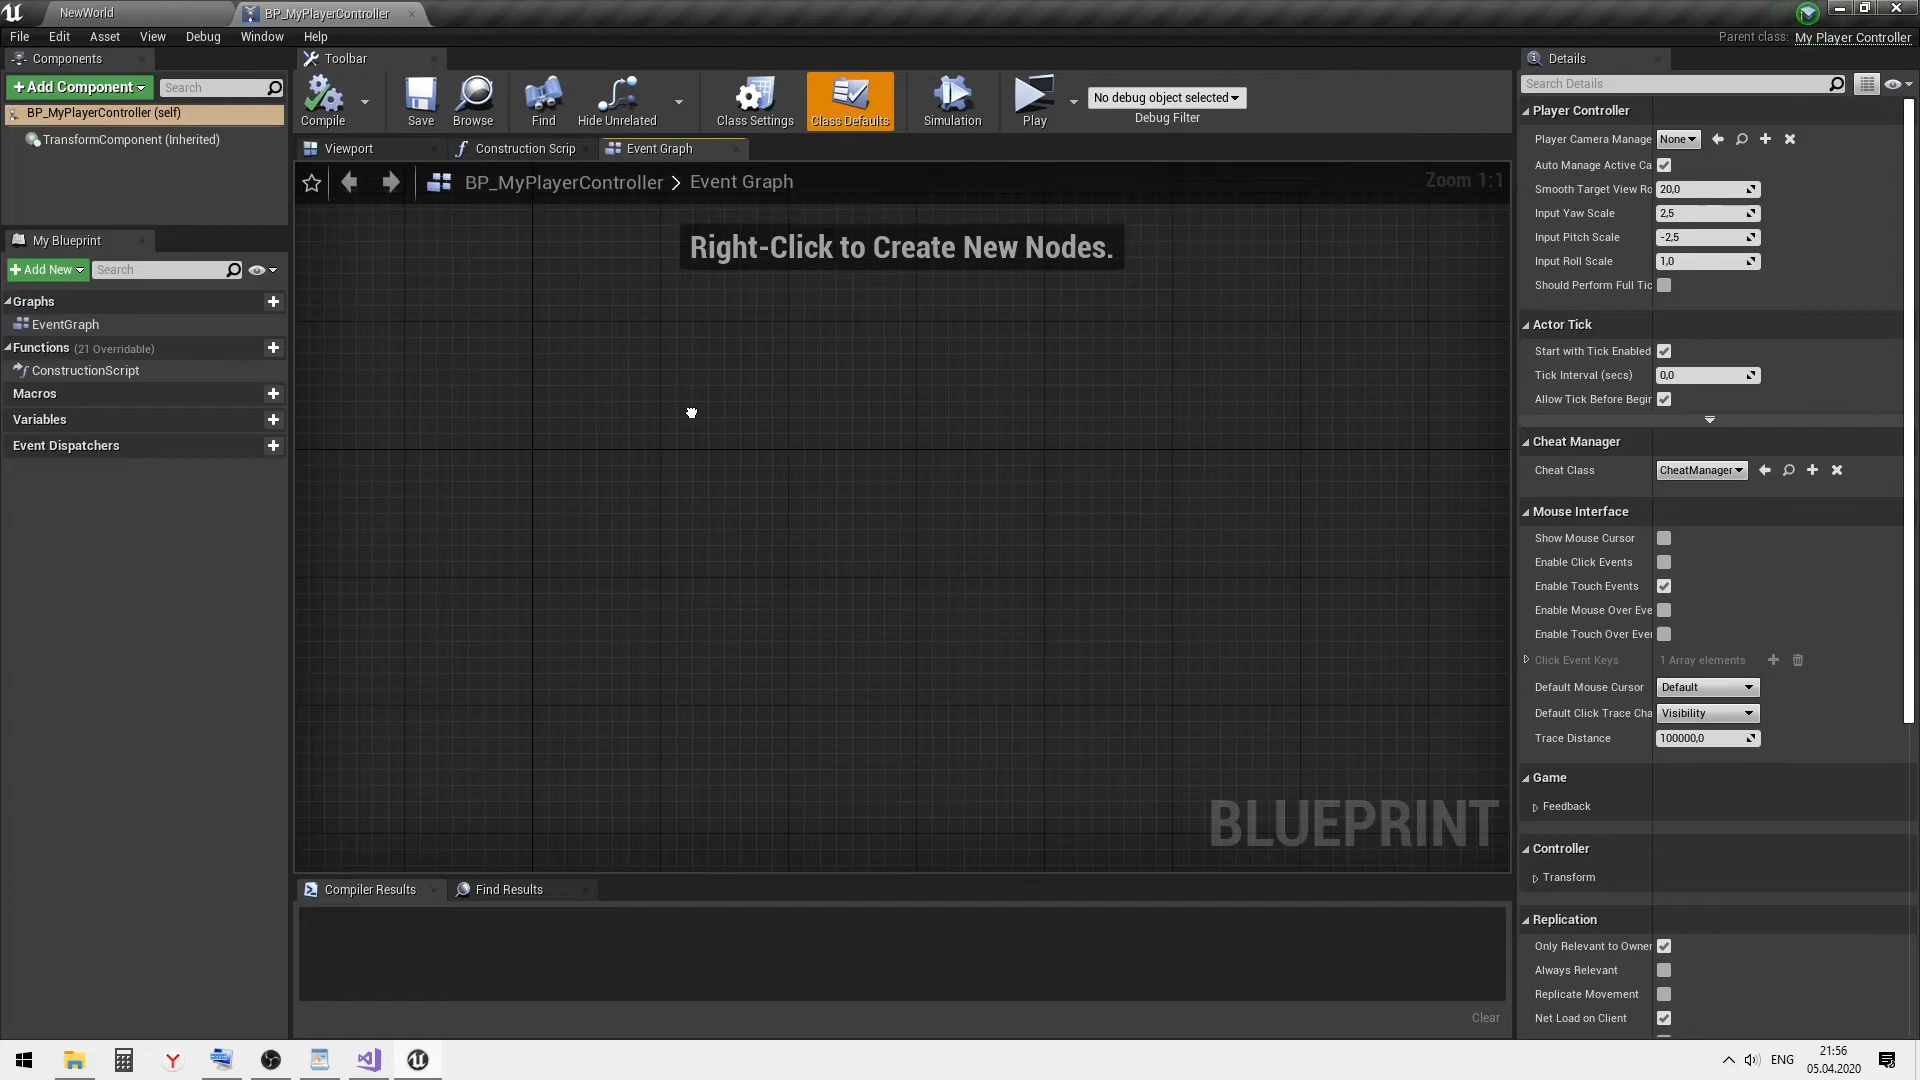 NewWorld
BP_MyPlayerController
File Edit Asset View Debug Window Help
Parent class: My Player Controller
Components
+Add Component
Search
BP_MyPlayerController (self)
TransformComponent (Inherited)
My Blueprint
+Add New
Search
Graphs
EventGraph
Functions (21 Overridable)
ConstructionScript
Macros
Variables
Event Dispatchers
Toolbar
Compile
Save
Browse
Find
Hide Unrelated
Class Settings
Class Defaults
Simulation
Play
No debug object selected
Debug Filter
Viewport
Construction Scrip
Event Graph
BP_MyPlayerController > Event Graph
Zoom 1:1
Right-Click to Create New Nodes.
BLUEPRINT
Compiler Results
Find Results
Clear
Details
Search Details
Player Controller
Player Camera Manage None
Auto Manage Active Ca
Smooth Target View Ro 20,0
Input Yaw Scale 2,5
Input Pitch Scale -2,5
Input Roll Scale 1,0
Should Perform Full Tic
Actor Tick
Start with Tick Enabled
Tick Interval (secs) 0,0
Allow Tick Before Begin
Cheat Manager
Cheat Class CheatManager
Mouse Interface
Show Mouse Cursor
Enable Click Events
Enable Touch Events
Enable Mouse Over Eve
Enable Touch Over Even
Click Event Keys 1 Array elements
Default Mouse Cursor Default
Default Click Trace Cha Visibility
Trace Distance 100000,0
Game
Feedback
Controller
Transform
Replication
Only Relevant to Owner
Always Relevant
Replicate Movement
Net Load on Client
ENG
21:56
05.04.2020